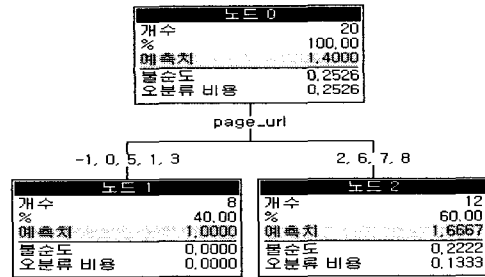 노드 0
개수 20
% 100,00
예측치 1,4000
불순도 0,2526
오분류 비용 0,2526
page_url
-1, 0, 5, 1, 3
2, 6, 7, 8
노드 1
개수 8
% 40,00
예측치 1,0000
불순도 0,0000
오분류 비용 0,0000
노드 2
개수 12
% 60,00
예측치 1,6667
불순도 0,2222
오분류 비용 0,1333